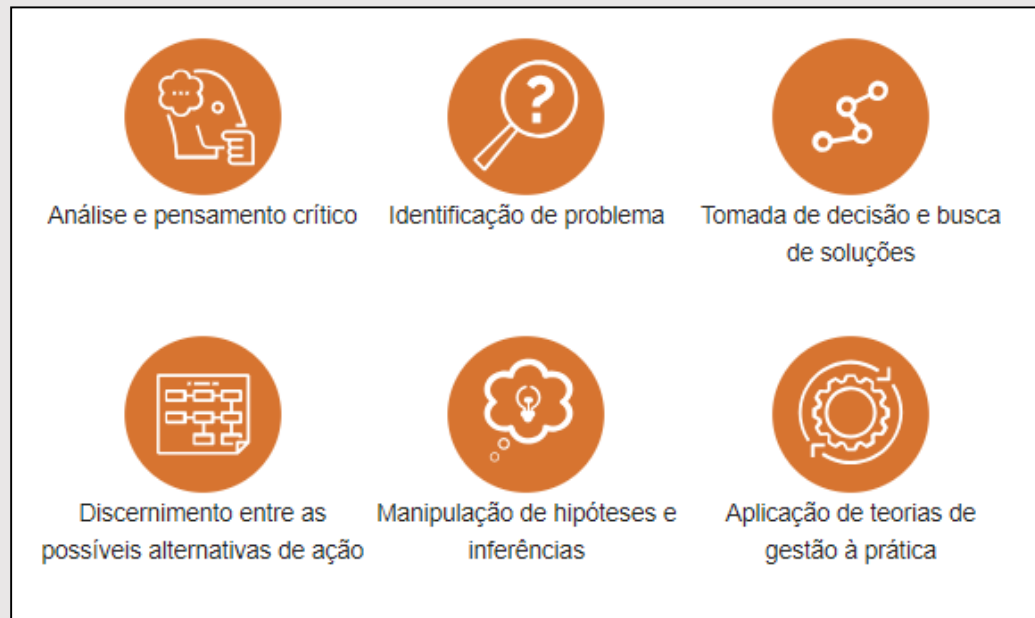 Análise e pensamento crítico
Identificação de problema
Tomada de decisão e busca
de soluções
Discernimento entre as
possíveis alternativas de ação
Manipulação de hipóteses e
inferências
Aplicação de teorias de
gestão à prática